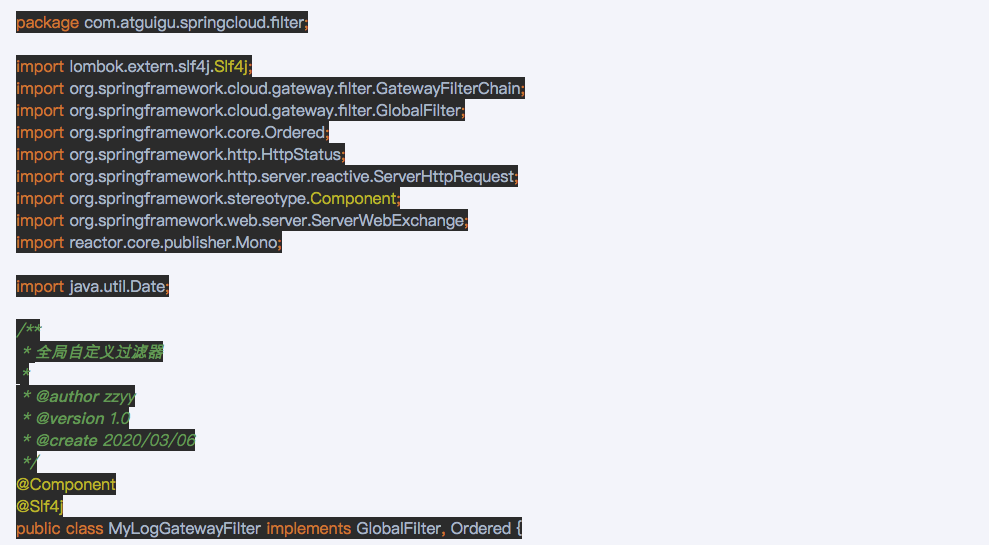 package com.atguigu.springcloud.filter;
import lombok.extern.slf4j.Slf4j;
import org.springframework.cloud.gateway.filter.GatewayFilterChain;
import org.springframework.cloud.gateway.filter.GlobalFilter;
import org.springframework.core.Ordered;
import org.springframework.http.HttpStatus;
import org.springframework.http.server.reactive.ServerHttpRequest;
import org.springframework.stereotype.Component;
import org.springframework.web.server.ServerWebExchange;
import reactor.core.publisher.Mono;
import java.util.Date;
/**
 * 全局自定义过滤器
 *
 * @author zzyy
 * @version 1.0
 * @create 2020/03/06
 */
@Component
@Slf4j
public class MyLogGatewayFilter implements GlobalFilter, Ordered {